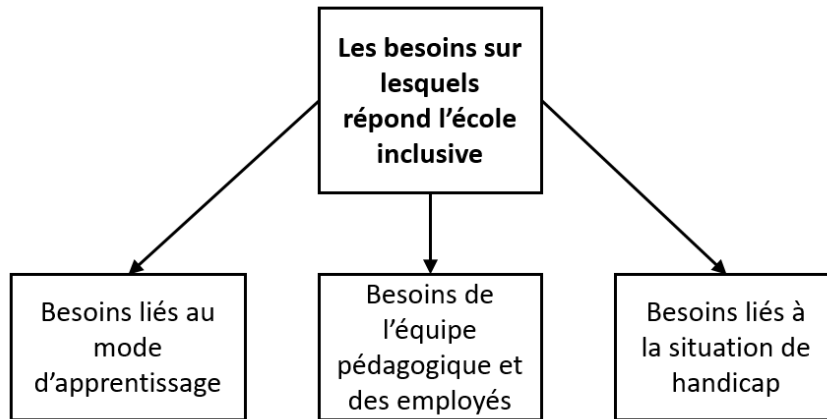 Les besoins sur
lesquels
répond l’école
inclusive
Besoins liés au
mode
d’apprentissage
Besoins de
l’équipe
pédagogique et
des employés
Besoins liés à
la situation de
handicap